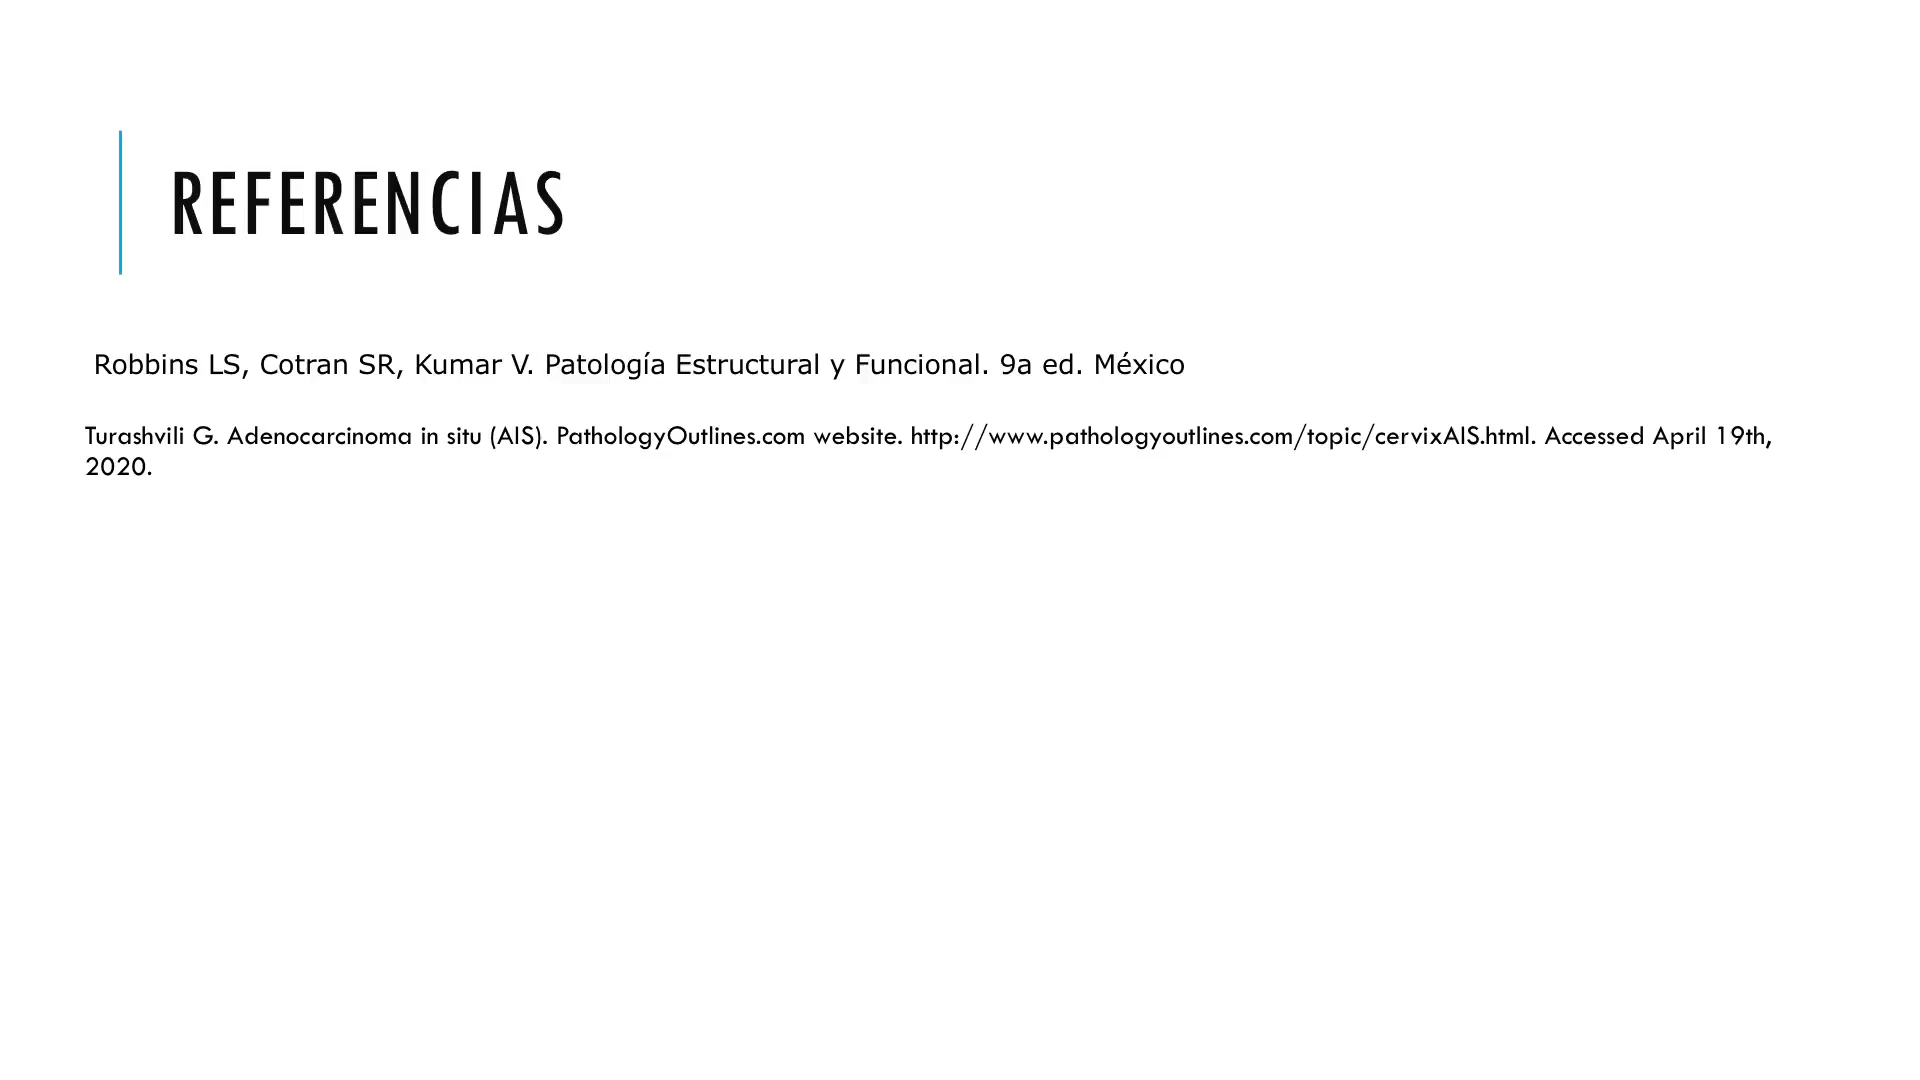 REFERENCIAS
Robbins LS, Cotran SR, Kumar V. Patología Estructural y Funcional. 9a ed. México
Turashvili G. Adenocarcinoma in situ (AIS). PathologyOutlines.com website. http://www.pathologyoutlines.com/topic/cervixAIS.html. Accessed April 19th,
2020.